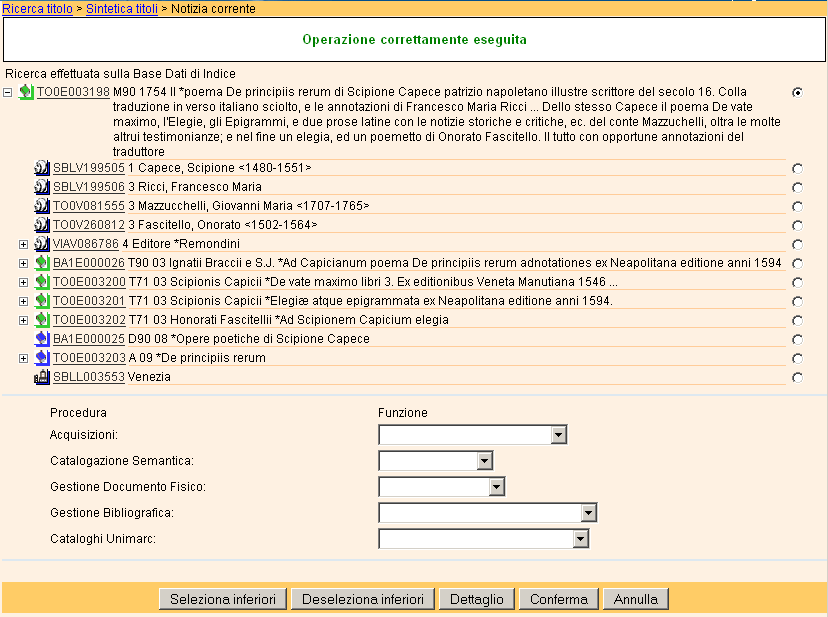 Ricerca titolo > Sintetica titoli > Notizia corrente
Operazione correttamente eseguita
Ricerca effettuata sulla Base Dati di Indice
TO0E003198 M90 1754 Il *poema De principiis rerum di Scipione Capece patrizio napoletano illustre scrittore del secolo 16. Colla
traduzione in verso italiano sciolto, e le annotazioni di Francesco Maria Ricci ... Dello stesso Capece il poema De vate
maximo, l'Elegie, gli Epigrammi, e due prose latine con le notizie storiche e critiche, ec. del conte Mazzuchelli, oltra le molte
altrui testimonianze; e nel fine un elegia, ed un poemetto di Onorato Fascitello. Il tutto con opportune annotazioni del
traduttore
SBLV199505 1 Capece, Scipione <1480-1551>
SBLV199506 3 Ricci, Francesco Maria
TO0V081555 3 Mazzucchelli, Giovanni Maria <1707-1765>
TO0V260812 3 Fascitello, Onorato <1502-1564>
VIAV086786 4 Editore *Remondini
BA1E000026 T90 03 Ignatii Braccii e S.J. *Ad Capicianum poema De principiis rerum adnotationes ex Neapolitana editione anni 1594
TO0E003200 T71 03 Scipionis Capicii *De vate maximo libri 3. Ex editionibus Veneta Manutiana 1546 ...
TO0E003201 T71 03 Scipionis Capicii *Elegiæ atque epigrammata ex Neapolitana editione anni 1594.
TO0E003202 T71 03 Honorati Fascitellii *Ad Scipionem Capicium elegia
BA1E000025 D90 08 *Opere poetiche di Scipione Capece
TO0E003203 A 09 *De principiis rerum
SBLL003553 Venezia
Procedura Funzione
Acquisizioni:
Catalogazione Semantica:
Gestione Documento Fisico:
Gestione Bibliografica:
Cataloghi Unimarc:
Seleziona inferiori Deseleziona inferiori Dettaglio Conferma Annulla